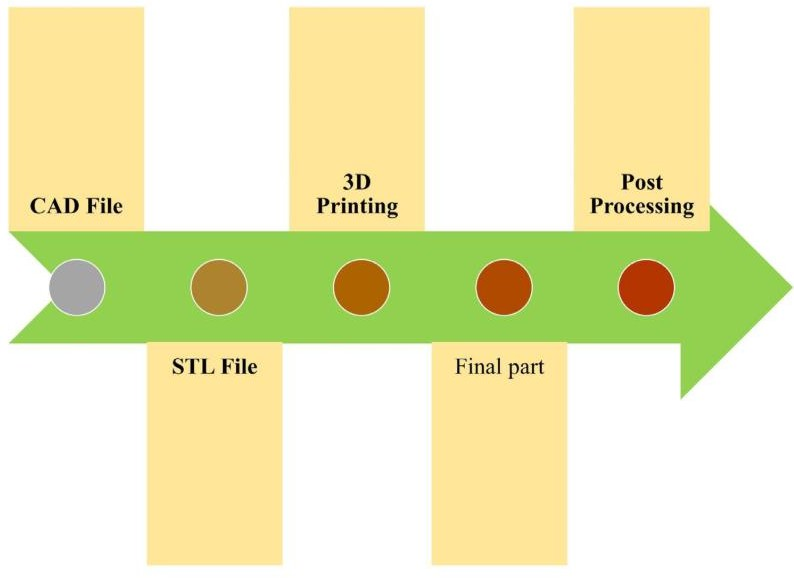 CAD File
3D
Printing
Post
Processing
STL File
Final part